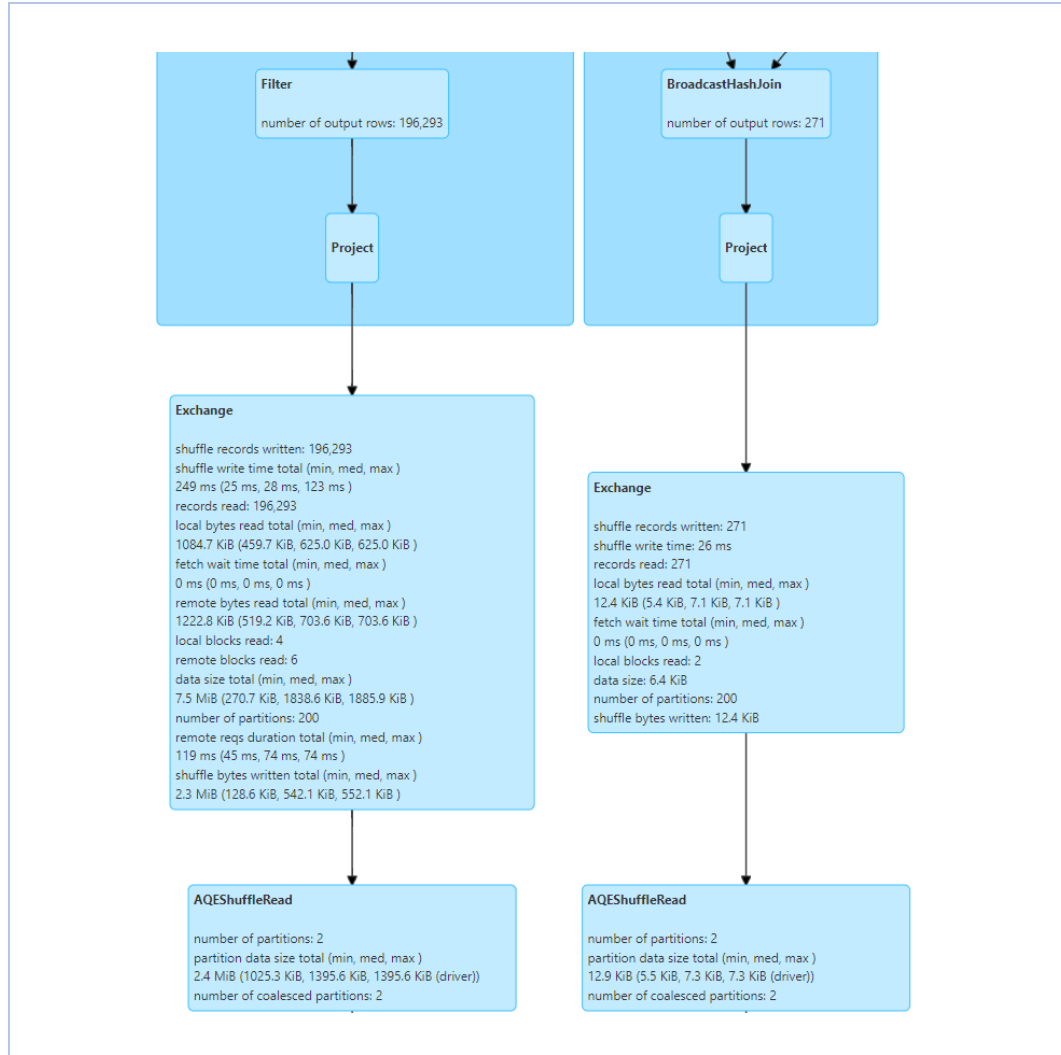 Filter
number of output rows: 196,293
Project
Exchange
shuffle records written: 196,293
shuffle write time total (min, med, max )
249 ms (25 ms, 28 ms, 123 ms )
records read: 196,293
local bytes read total (min, med, max )
1084.7 KiB (459.7 KiB, 625.0 KiB, 625.0 KiB )
fetch wait time total (min, med, max )
0 ms (0 ms, 0 ms, 0 ms )
remote bytes read total (min, med, max )
1222.8 KiB (519.2 KiB, 703.6 KiB, 703.6 KiB )
local blocks read: 4
remote blocks read: 6
data size total (min, med, max )
7.5 MiB (270.7 KiB, 1838.6 KiB, 1885.9 KiB )
number of partitions: 200
remote reqs duration total (min, med, max )
119 ms (45 ms, 74 ms, 74 ms )
shuffle bytes written total (min, med, max )
2.3 MiB (128.6 KiB, 542.1 KiB, 552.1 KiB )
AQEShuffleRead
number of partitions: 2
partition data size total (min, med, max )
2.4 MiB (1025.3 KiB, 1395.6 KiB, 1395.6 KiB (driver))
number of coalesced partitions: 2
BroadcastHashJoin
number of output rows: 271
Project
Exchange
shuffle records written: 271
shuffle write time: 26 ms
records read: 271
local bytes read total (min, med, max )
12.4 KiB (5.4 KiB, 7.1 KiB, 7.1 KiB )
fetch wait time total (min, med, max )
0 ms (0 ms, 0 ms, 0 ms )
local blocks read: 2
data size: 6.4 KiB
number of partitions: 200
shuffle bytes written: 12.4 KiB
AQEShuffleRead
number of partitions: 2
partition data size total (min, med, max )
12.9 KiB (5.5 KiB, 7.3 KiB, 7.3 KiB (driver))
number of coalesced partitions: 2